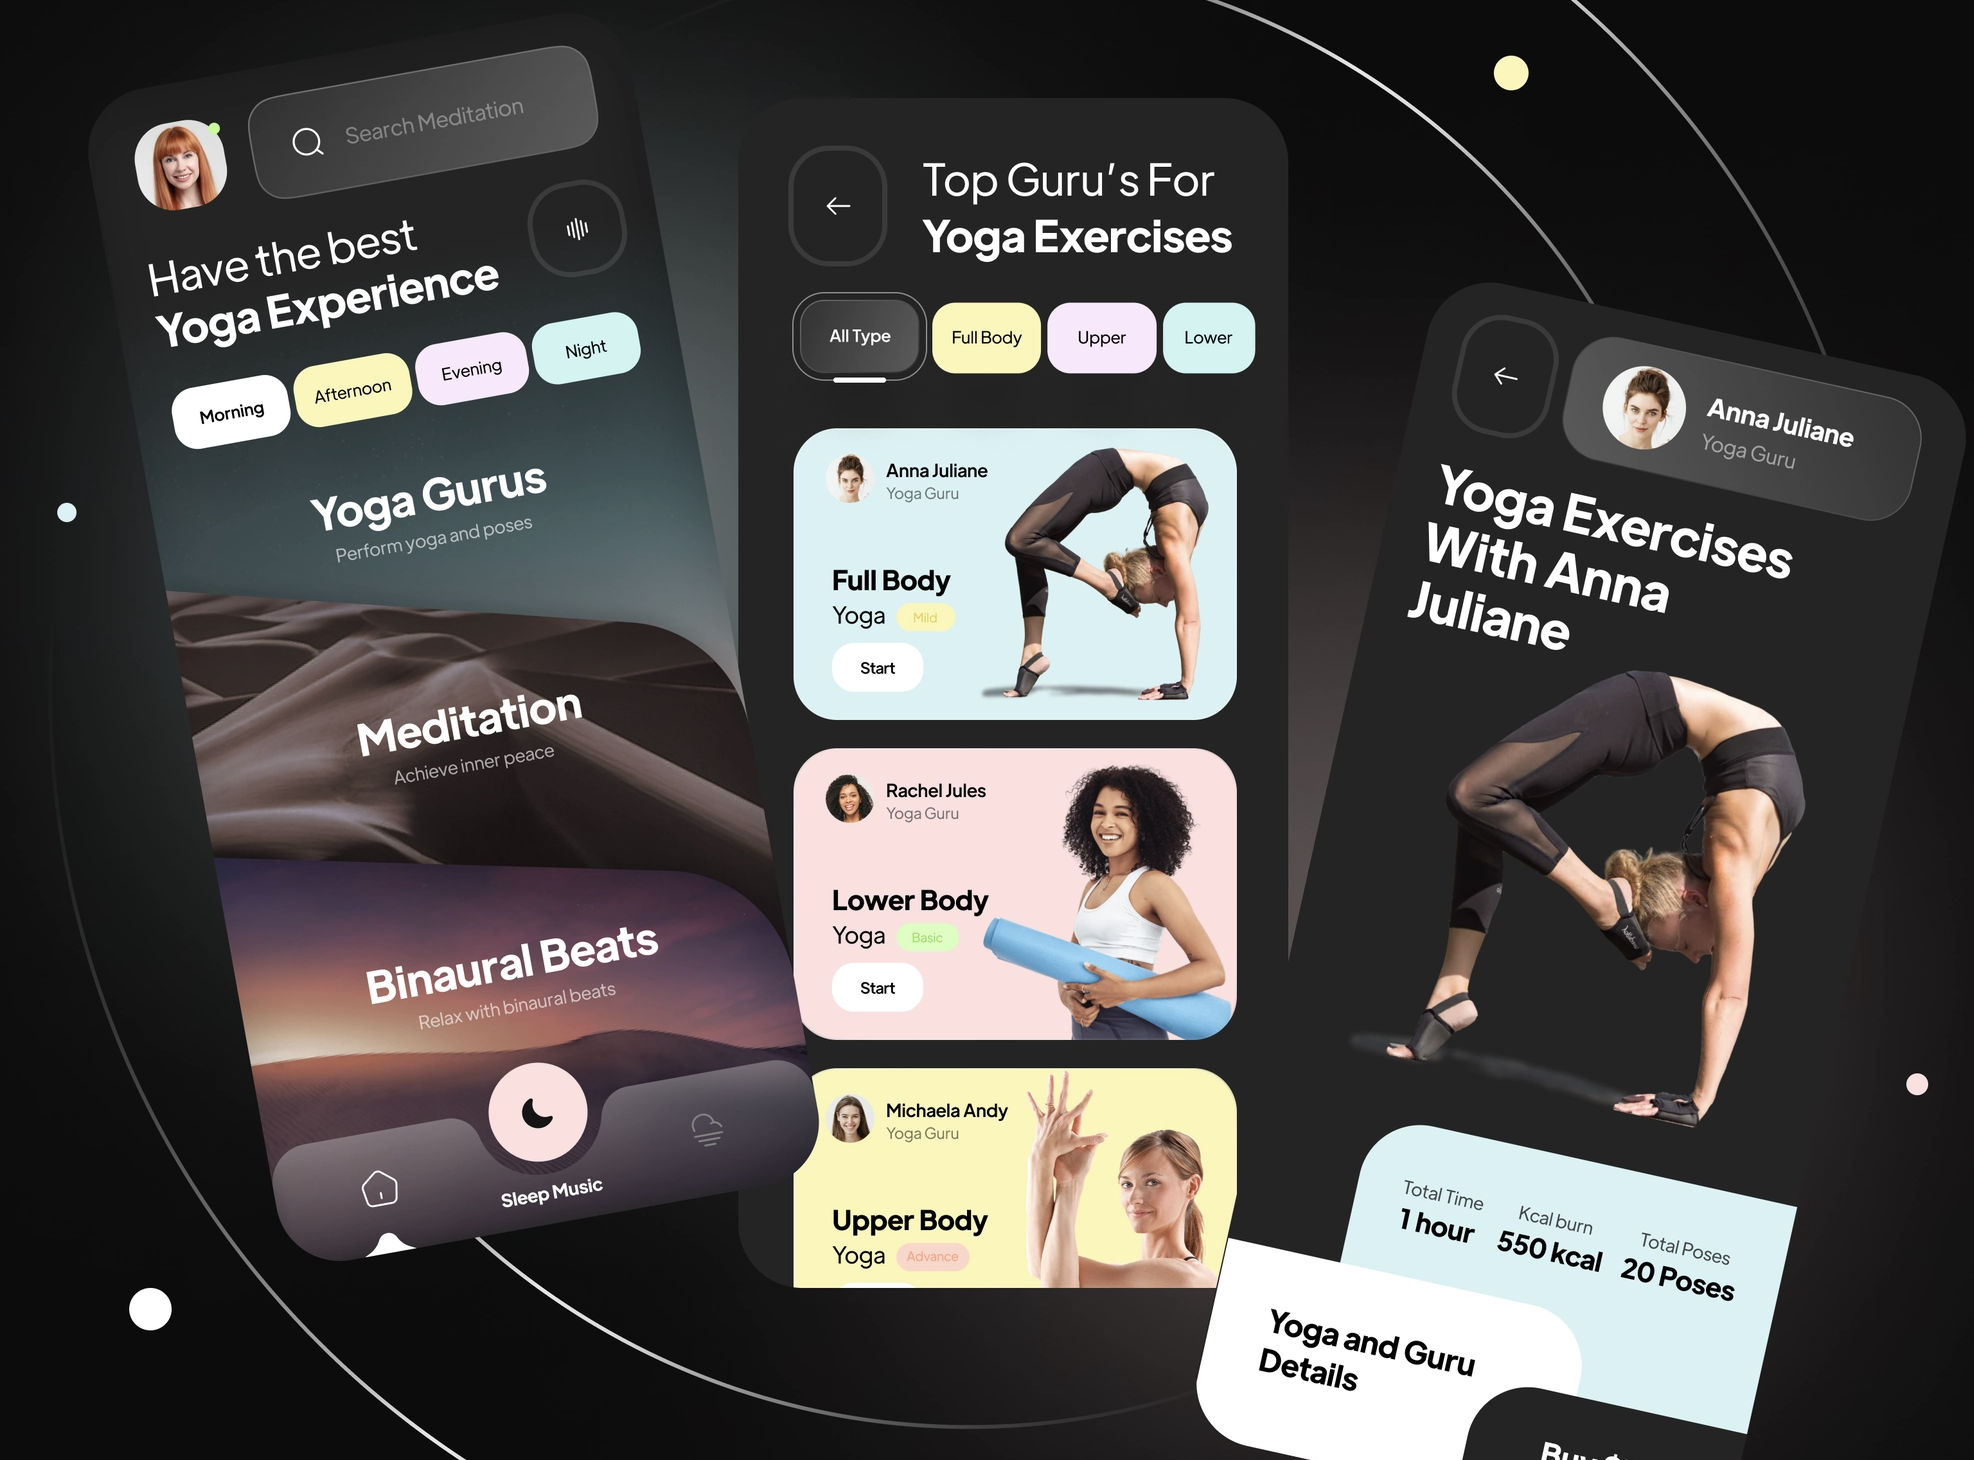 Search Meditation
Have the best
Yoga Experience
Morning
Afternoon
Evening
Night
Yoga Gurus
Perform yoga and poses
Meditation
Achieve inner peace
Binaural Beats
Relax with binaural beats
Sleep Music
Top Guru's For
Yoga Exercises
All Type
Full Body
Upper
Lower
Anna Juliane
Yoga Guru
Full Body
Yoga
Mild
Start
Rachel Jules
Yoga Guru
Lower Body
Yoga
Basic
Start
Michaela Andy
Yoga Guru
Upper Body
Yoga
Advance
Anna Juliane
Yoga Guru
Yoga Exercises
With Anna
Juliane
Total Time
1 hour
Kcal burn
550 kcal
Total Poses
20 Poses
Yoga and Guru
Details